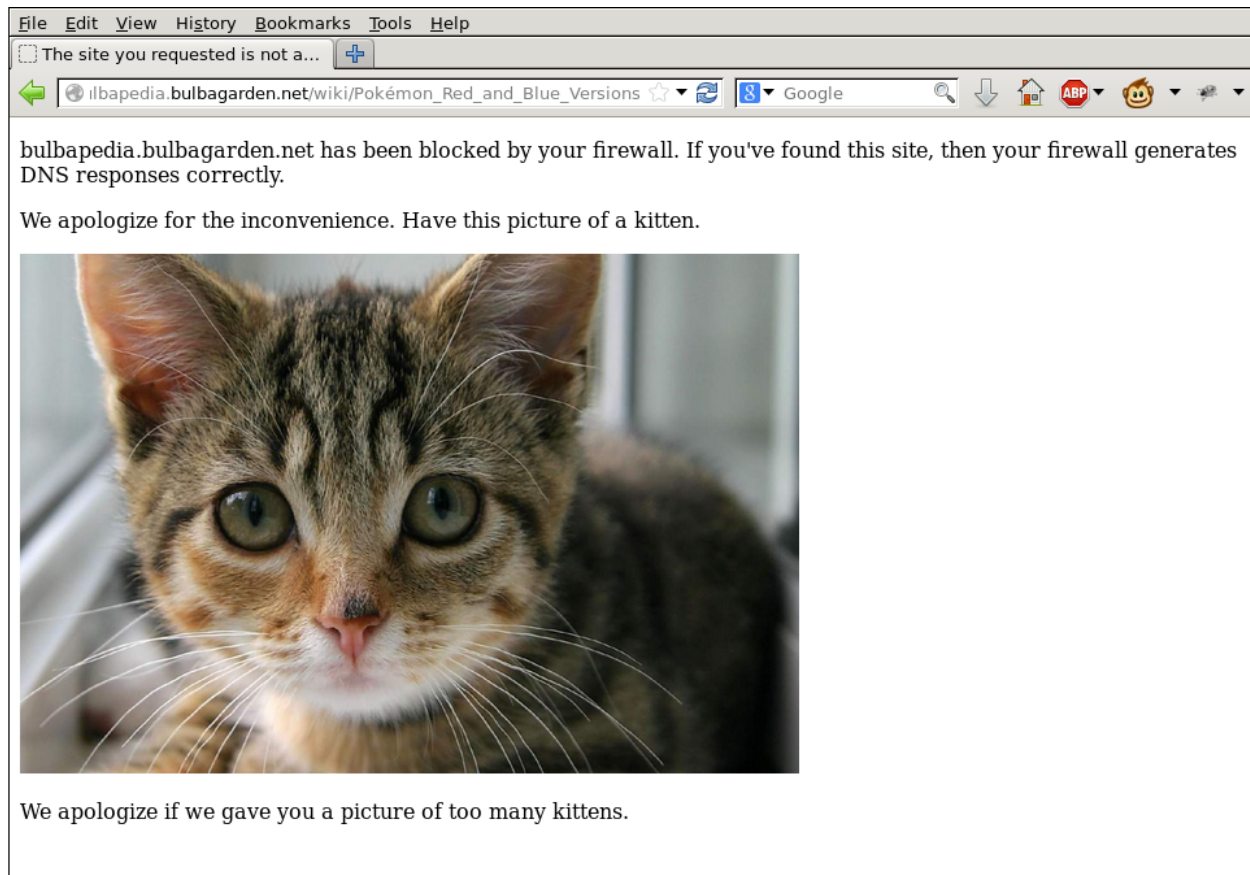 File Edit View History Bookmarks Tools Help
The site you requested is not a...
lbapedia.bulbagarden.net/wiki/Pokémon_Red_and_Blue_Versions 8 Google ABP
bulbapedia.bulbagarden.net has been blocked by your firewall. If you've found this site, then your firewall generates
DNS responses correctly.
We apologize for the inconvenience. Have this picture of a kitten.
We apologize if we gave you a picture of too many kittens.